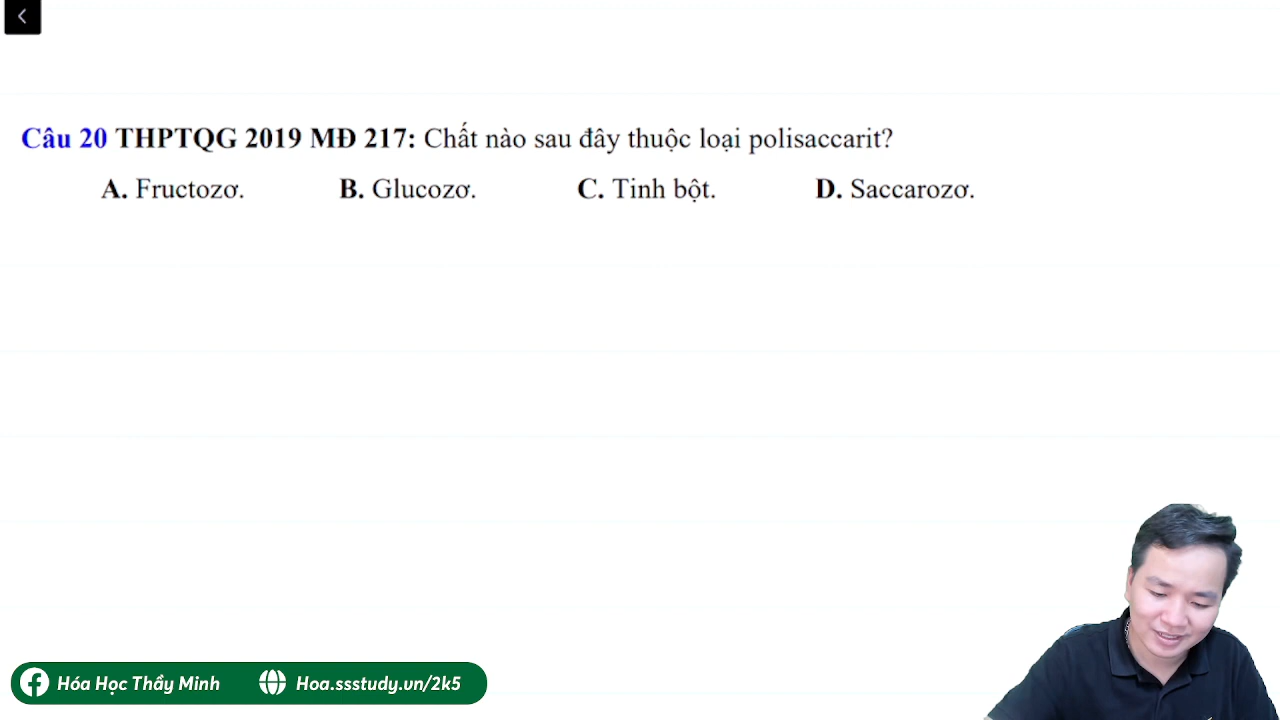 Câu 20 THPTQG 2019 MĐ 217: Chất nào sau đây thuộc loại polisaccarit?
A. Fructozơ. B. Glucozơ. C. Tinh bột. D. Saccarozơ.
Hóa Học Thầy Minh Hoa.ssstudy.vn/2k5